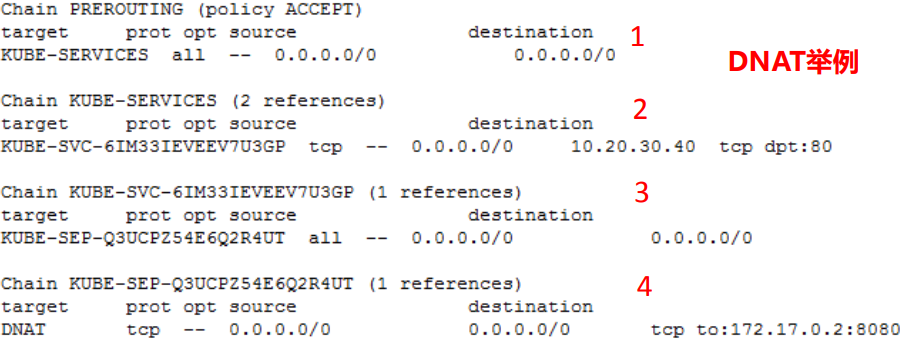 Chain PREROUTING (policy ACCEPT)
target prot opt source destination
1
KUBE-SERVICES all -- 0.0.0.0/0 0.0.0.0/0
DNAT举例
Chain KUBE-SERVICES (2 references)
2
target prot opt source destination
KUBE-SVC-6IM33IEVEEV7U3GP tcp -- 0.0.0.0/0 10.20.30.40 tcp dpt:80
Chain KUBE-SVC-6IM33IEVEEV7U3GP (1 references)
3
target prot opt source destination
KUBE-SEP-Q3UCPZ54E6Q2R4UT all -- 0.0.0.0/0 0.0.0.0/0
Chain KUBE-SEP-Q3UCPZ54E6Q2R4UT (1 references)
4
target prot opt source destination
DNAT tcp -- 0.0.0.0/0 0.0.0.0/0 tcp to:172.17.0.2:8080